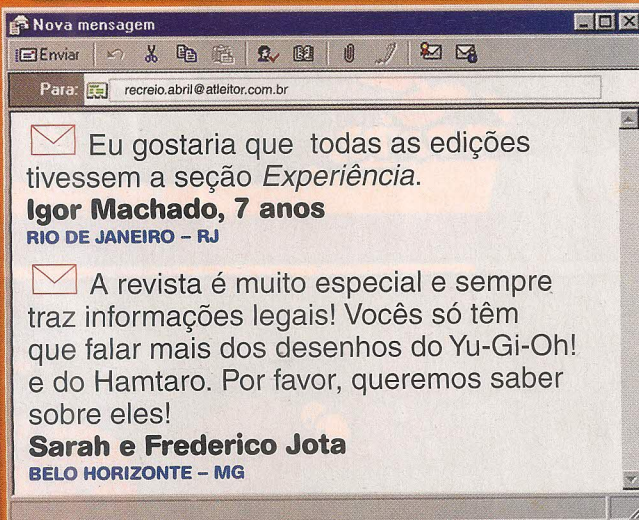 Nova mensagem
Enviar
Para: recreio.abril@atleitor.com.br
Eu gostaria que todas as edições
tivessem a seção Experiência.
Igor Machado, 7 anos
RIO DE JANEIRO – RJ
A revista é muito especial e sempre
traz informações legais! Vocês só têm
que falar mais dos desenhos do Yu-Gi-Oh!
e do Hamtaro. Por favor, queremos saber
sobre eles!
Sarah e Frederico Jota
BELO HORIZONTE – MG